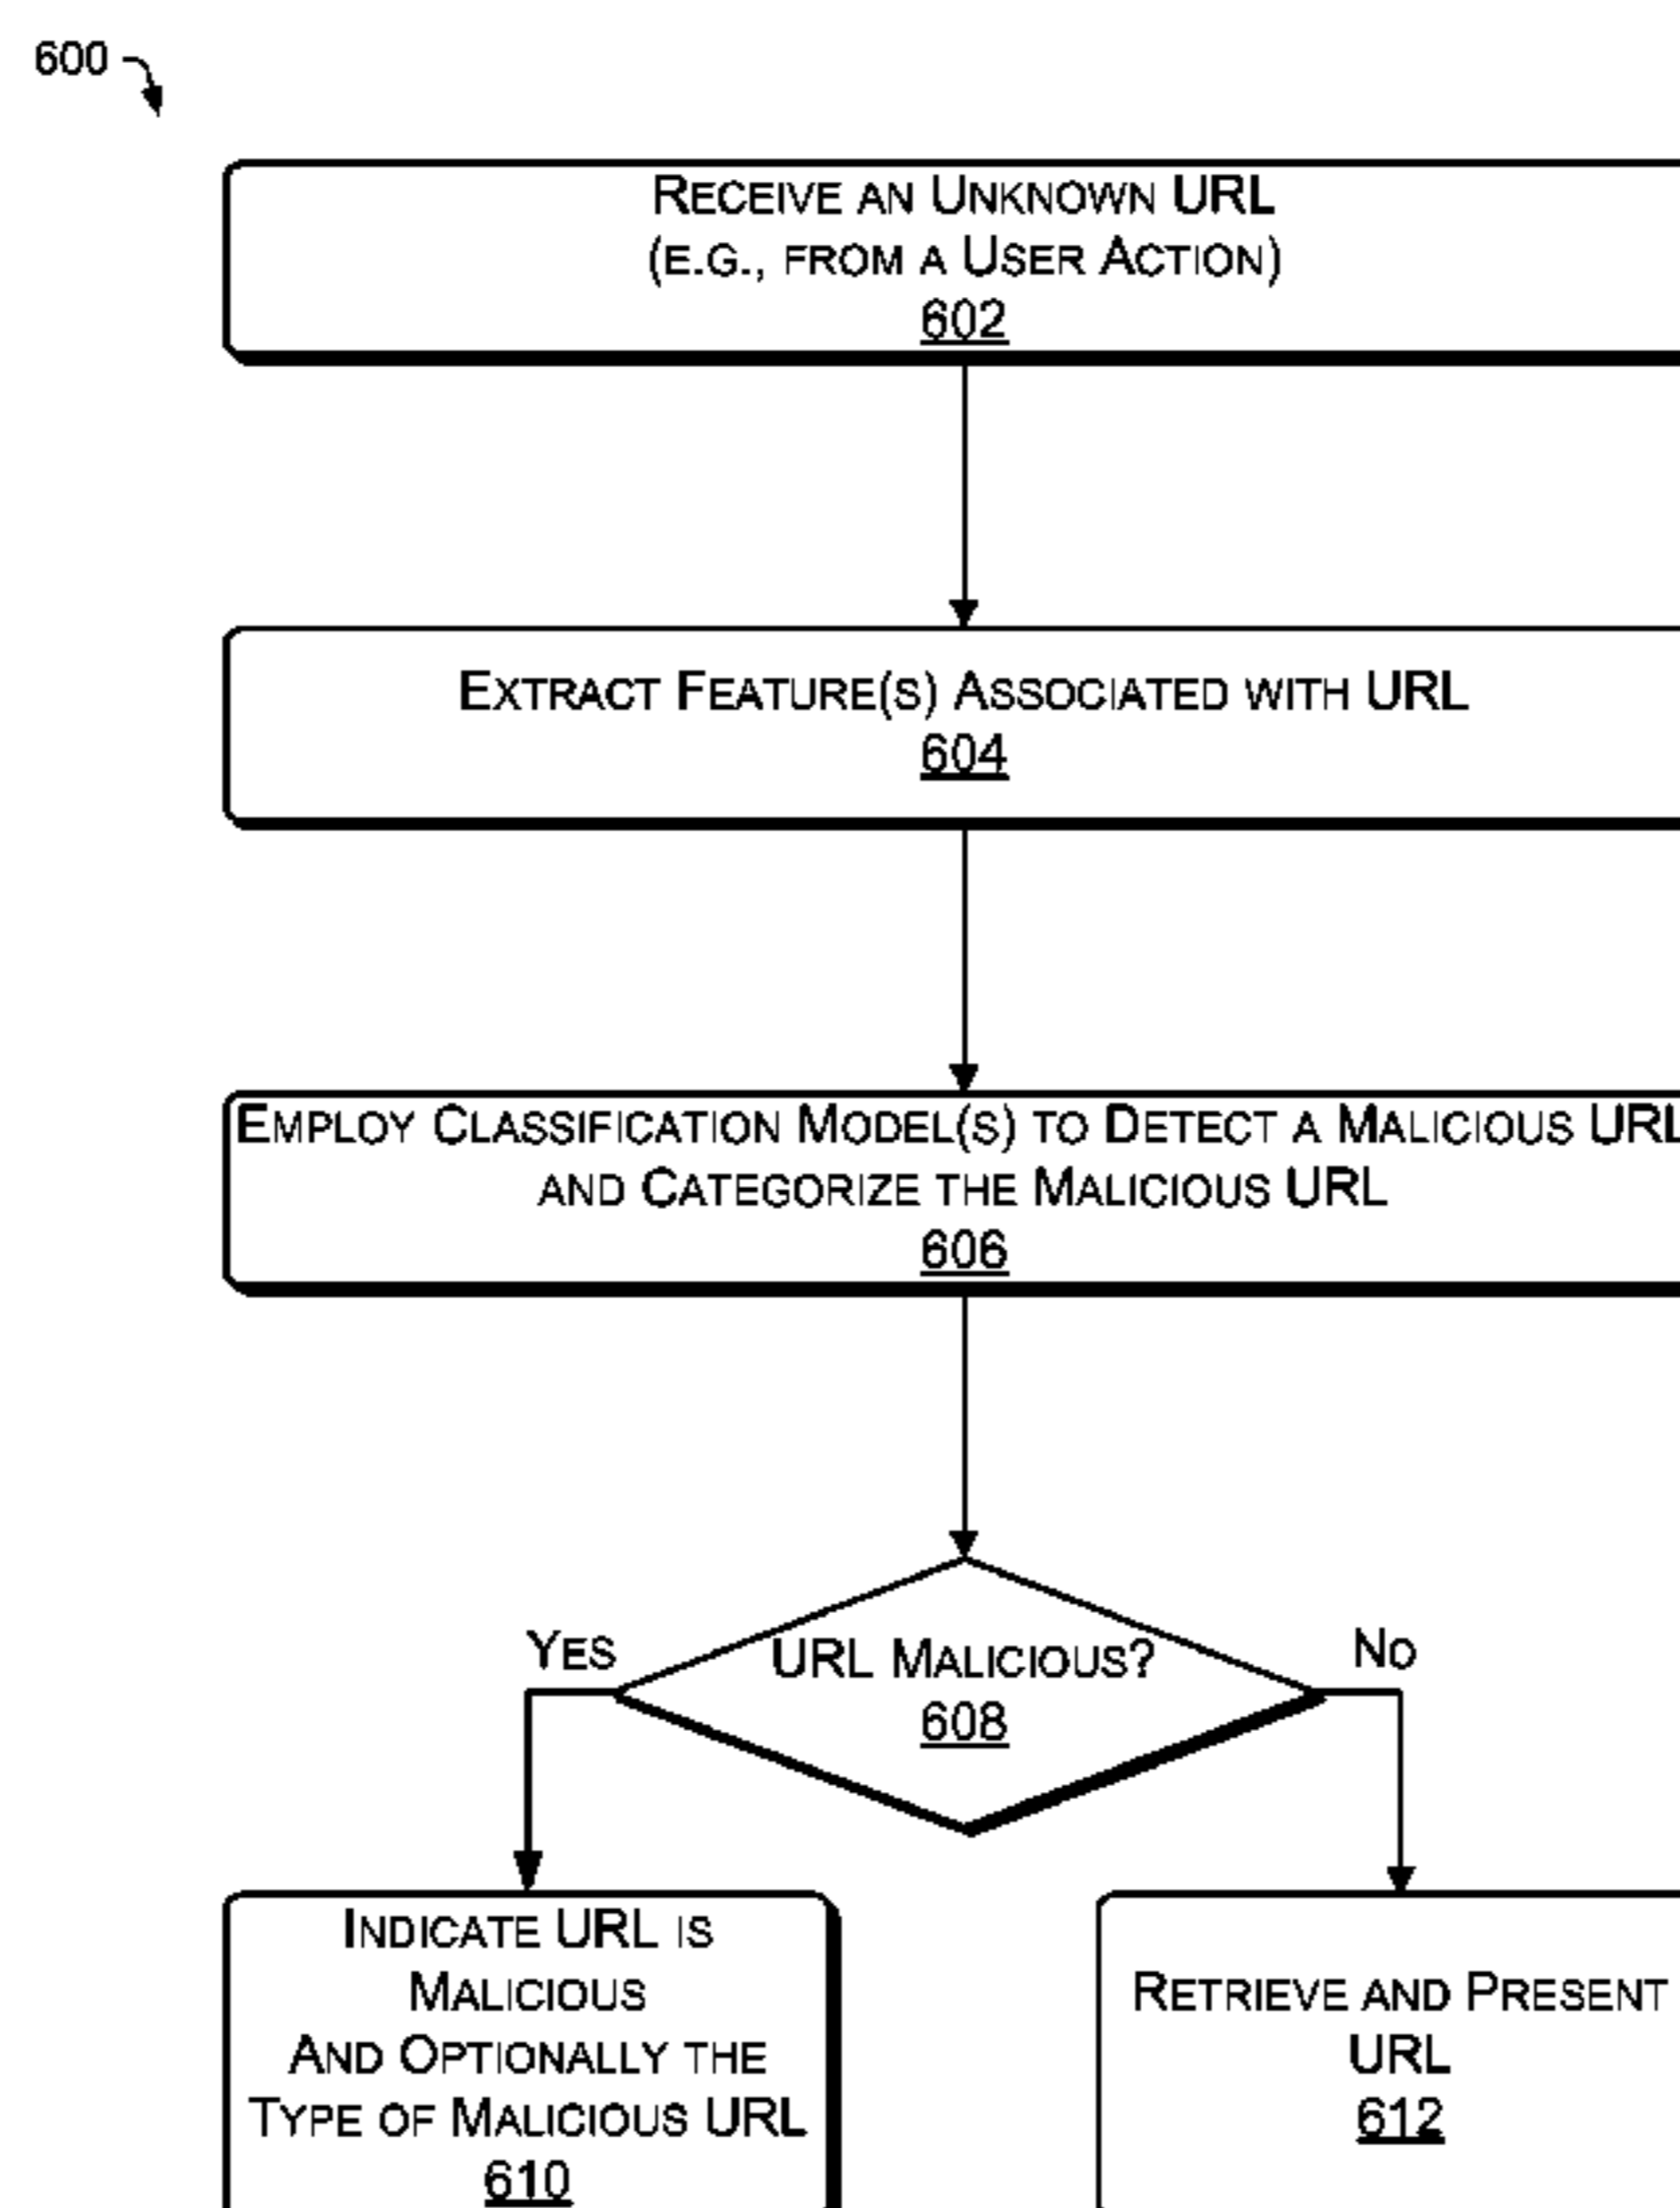 600
RECEIVE AN UNKNOWN URL
(E.G., FROM A USER ACTION)
602
EXTRACT FEATURE(S) ASSOCIATED WITH URL
604
EMPLOY CLASSIFICATION MODEL(S) TO DETECT A MALICIOUS URL
AND CATEGORIZE THE MALICIOUS URL
606
YES
URL MALICIOUS?
NO
608
INDICATE URL IS
MALICIOUS
AND OPTIONALLY THE
TYPE OF MALICIOUS URL
610
RETRIEVE AND PRESENT
URL
612